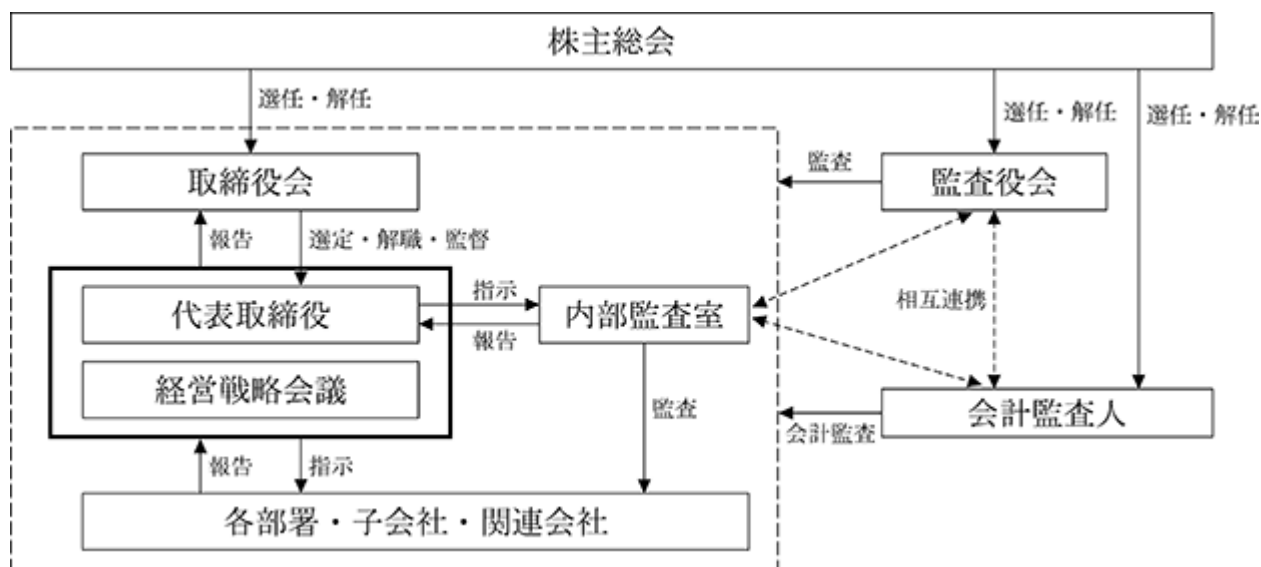 株主総会
選任・解任
選任・解任
選任・解任
取締役会
監査
監査役会
報告
選定・解職・監督
代表取締役
指示
報告
内部監査室
相互連携
経営戦略会議
監査
会計監査人
会計監査
報告
指示
各部署・子会社・関連会社